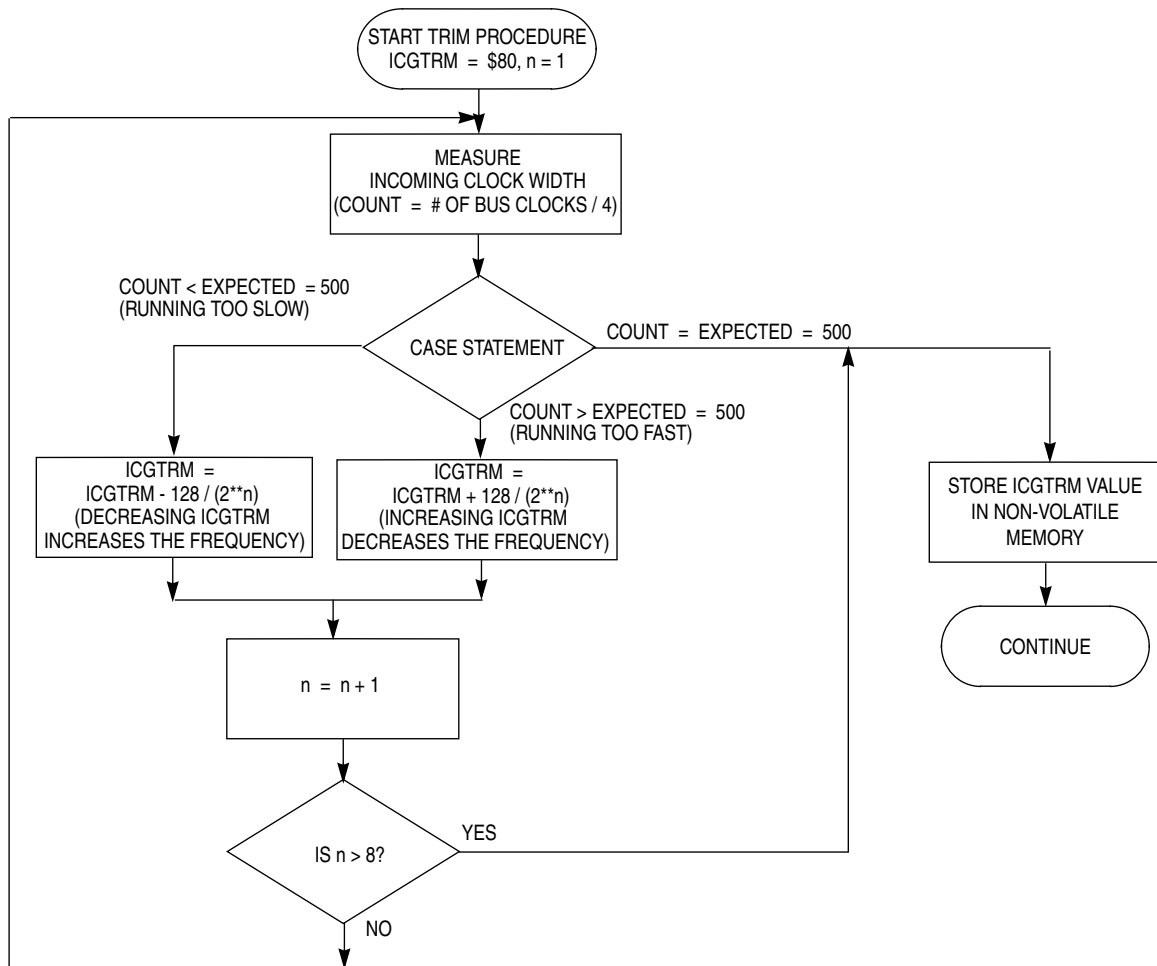 START TRIM PROCEDURE
ICGTRM = $80, n = 1
MEASURE
INCOMING CLOCK WIDTH
(COUNT = # OF BUS CLOCKS / 4)
COUNT < EXPECTED = 500
(RUNNING TOO SLOW)
CASE STATEMENT
COUNT = EXPECTED = 500
COUNT > EXPECTED = 500
(RUNNING TOO FAST)
ICGTRM =
ICGTRM - 128 / (2**n)
(DECREASING ICGTRM
INCREASES THE FREQUENCY)
ICGTRM =
ICGTRM + 128 / (2**n)
(INCREASING ICGTRM
DECREASES THE FREQUENCY)
STORE ICGTRM VALUE
IN NON-VOLATILE
MEMORY
CONTINUE
n = n + 1
IS n > 8?
YES
NO